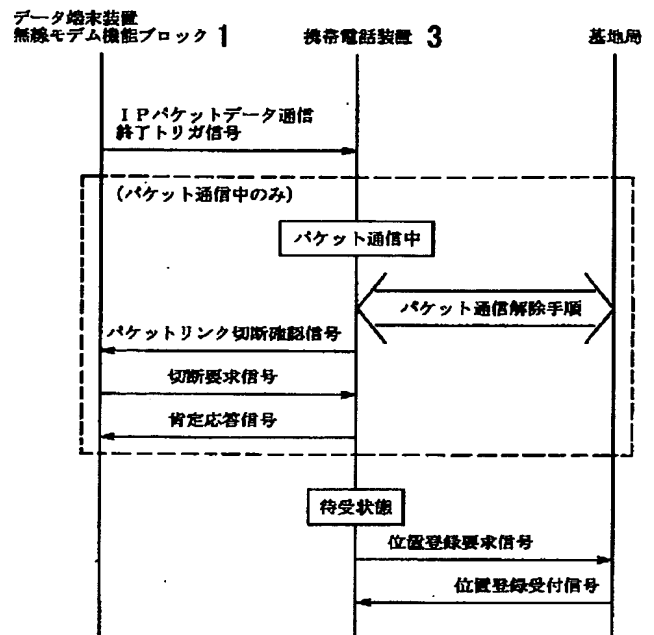 データ端末装置
無線モデム機能ブロック 1
携帯電話装置 3
基地局
ＩＰパケットデータ通信
終了トリガ信号
(パケット通信中のみ)
パケット通信中
パケット通信解除手順
パケットリンク切断確認信号
切断要求信号
肯定応答信号
待受状態
位置登録要求信号
位置登録受付信号